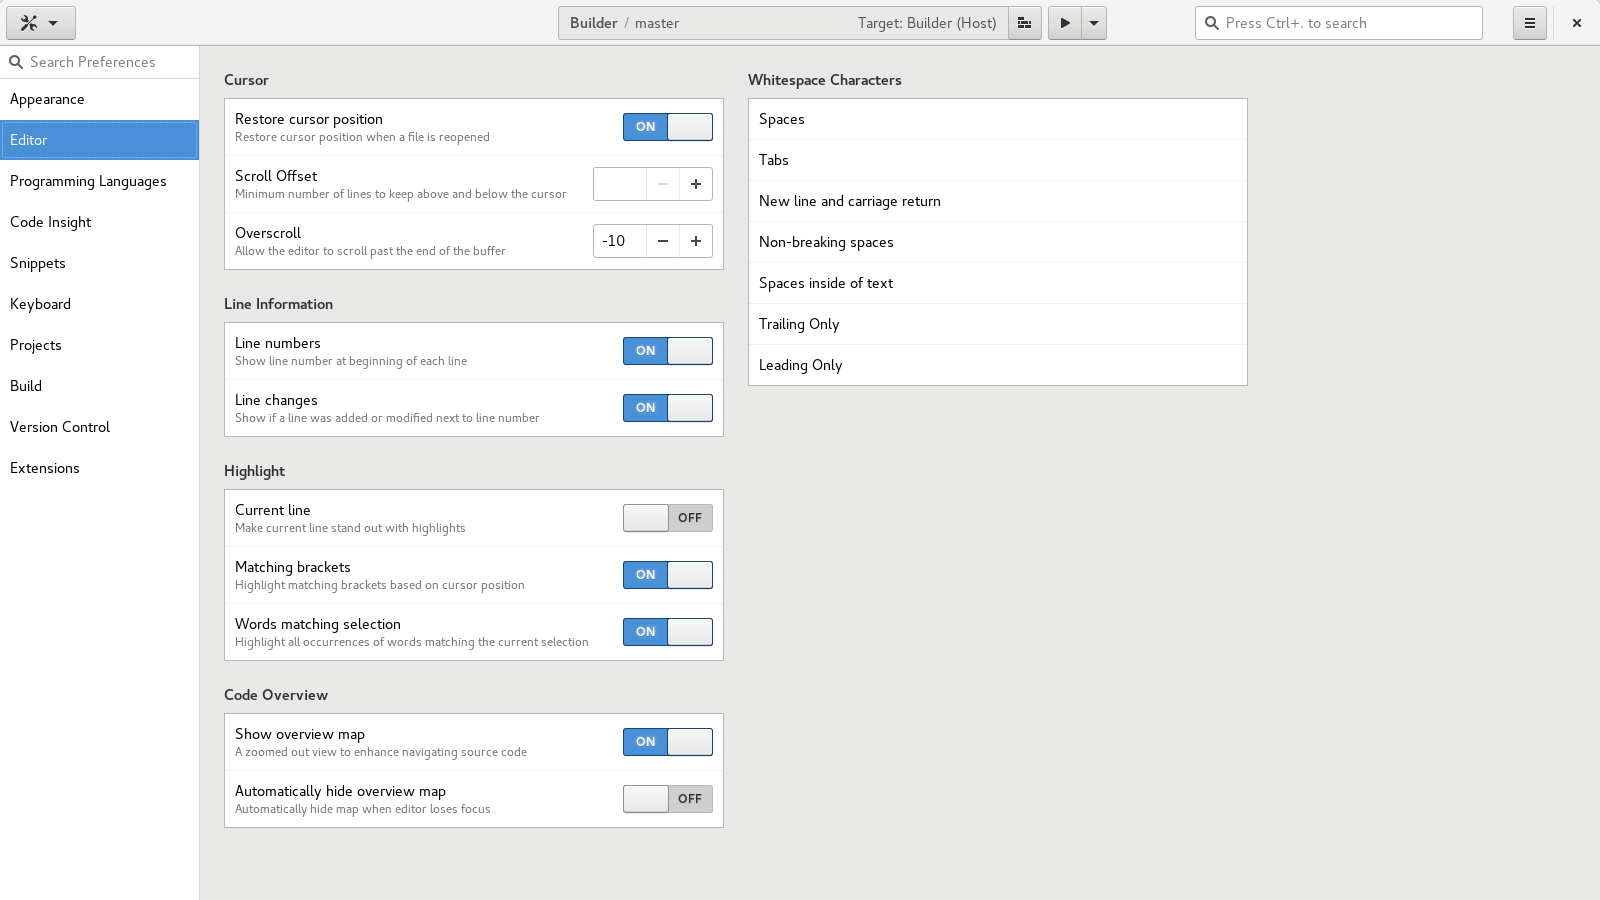 Builder / master
Target: Builder (Host)
Press Ctrl+. to search
Search Preferences
Appearance
Editor
Programming Languages
Code Insight
Snippets
Keyboard
Projects
Build
Version Control
Extensions
Cursor
Restore cursor position
Restore cursor position when a file is reopened
ON
Scroll Offset
Minimum number of lines to keep above and below the cursor
Overscroll
Allow the editor to scroll past the end of the buffer
-10
Line Information
Line numbers
Show line number at beginning of each line
ON
Line changes
Show if a line was added or modified next to line number
ON
Highlight
Current line
Make current line stand out with highlights
OFF
Matching brackets
Highlight matching brackets based on cursor position
ON
Words matching selection
Highlight all occurrences of words matching the current selection
ON
Code Overview
Show overview map
A zoomed out view to enhance navigating source code
ON
Automatically hide overview map
Automatically hide map when editor loses focus
OFF
Whitespace Characters
Spaces
Tabs
New line and carriage return
Non-breaking spaces
Spaces inside of text
Trailing Only
Leading Only